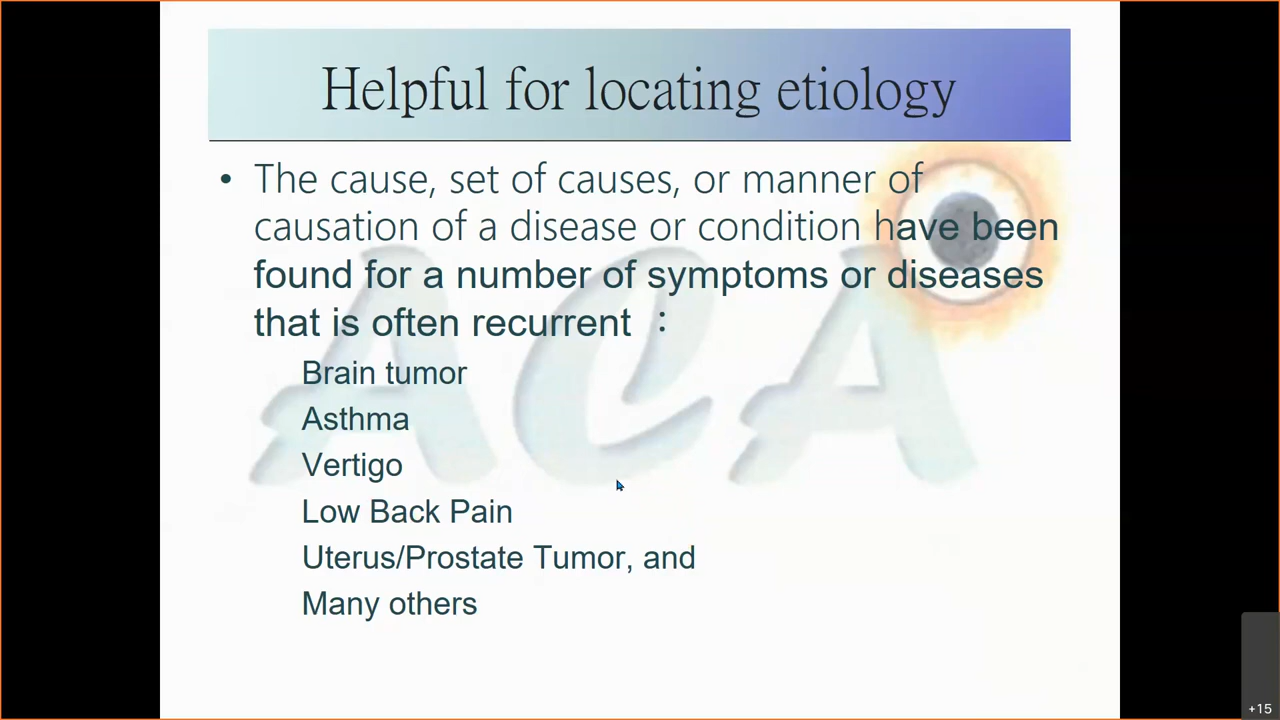 Helpful for locating etiology
• The cause, set of causes, or manner of
causation of a disease or condition have been
found for a number of symptoms or diseases
that is often recurrent ：
Brain tumor
Asthma
Vertigo
Low Back Pain
Uterus/Prostate Tumor, and
Many others
ACA
+15